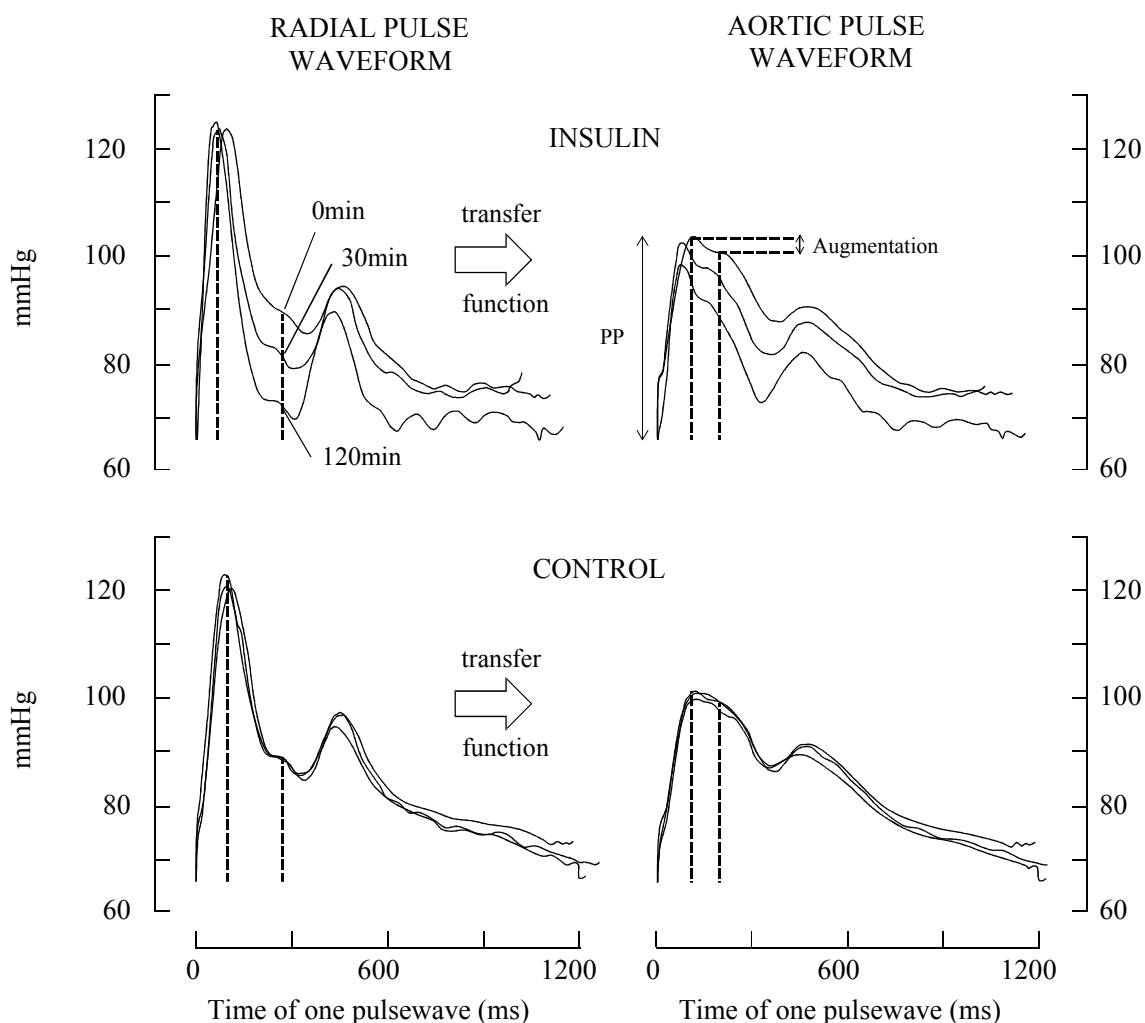 RADIAL PULSE
WAVEFORM
AORTIC PULSE
WAVEFORM
INSULIN
120
100
80
60
mmHg
0min
30min
120min
transfer
function
PP
Augmentation
120
100
80
60
CONTROL
120
100
80
60
mmHg
transfer
function
120
100
80
60
0
600
1200
Time of one pulsewave (ms)
0
600
1200
Time of one pulsewave (ms)